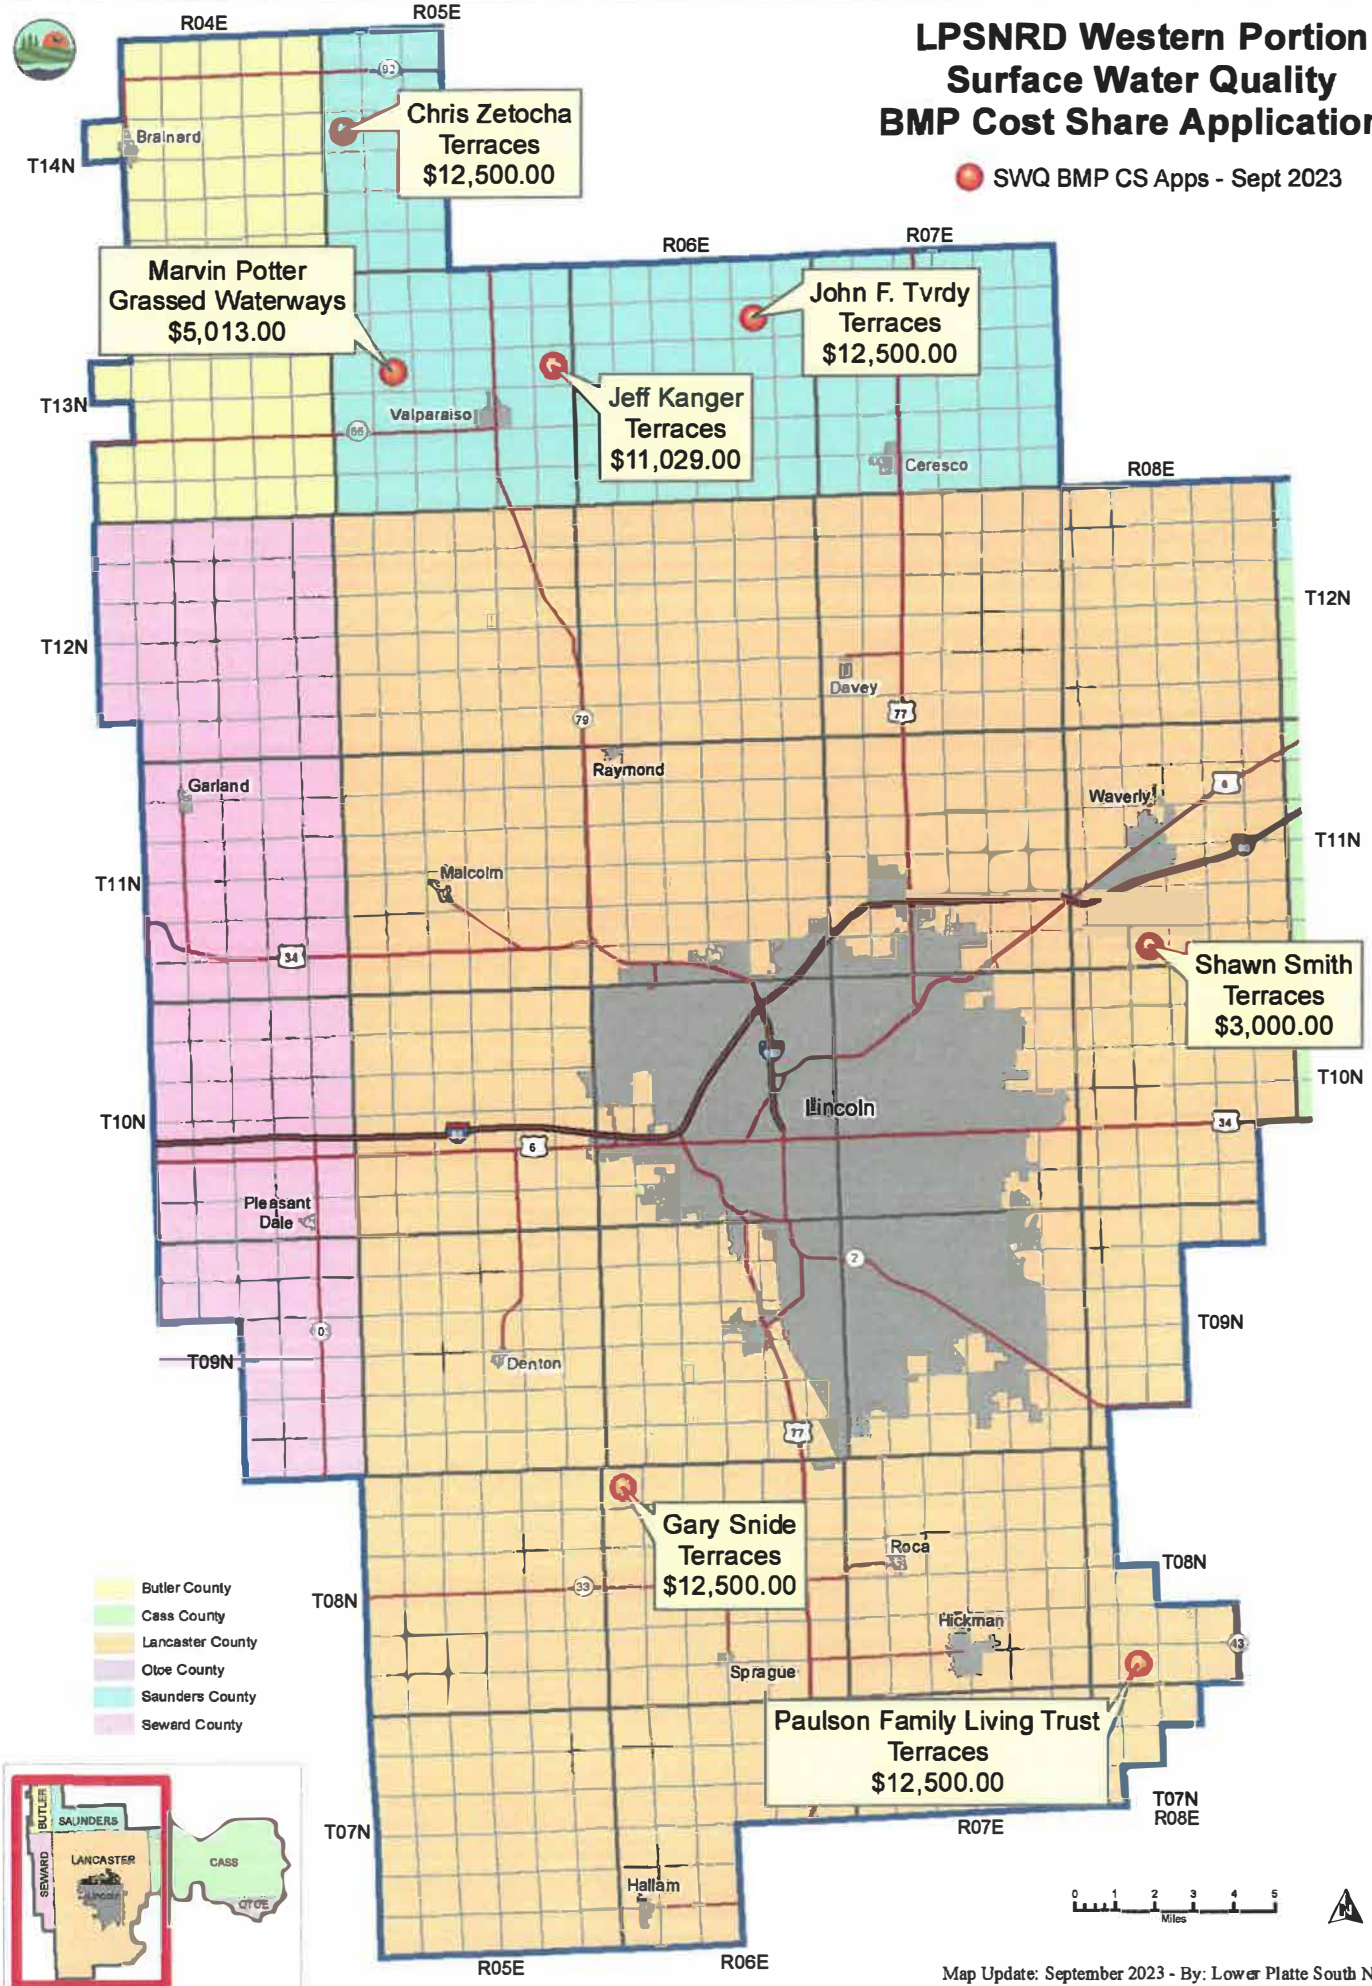 R04E
R05E
LPSNRD Western Portion
Surface Water Quality
BMP Cost Share Application
SWQ BMP CS Apps - Sept 2023
92
Chris Zetocha
Terraces
$12,500.00
Brainard
T14N
R06E
R07E
Marvin Potter
Grassed Waterways
$5,013.00
John F. Tvrdy
Terraces
$12,500.00
Jeff Kanger
Terraces
$11,029.00
T13N
Valparaiso
66
Ceresco
R08E
T12N
T12N
Davey
77
79
Raymond
Garland
Waverly
6
T11N
Malcolm
T11N
34
Shawn Smith
Terraces
$3,000.00
T10N
Lincoln
T10N
34
6
Pleasant
Dale
2
T09N
T09N
Denton
77
Gary Snide
Terraces
$12,500.00
Roca
T08N
33
T08N
Hickman
43
Sprague
Butler County
Cass County
Lancaster County
Otoe County
Saunders County
Seward County
Paulson Family Living Trust
Terraces
$12,500.00
T07N
R08E
R07E
T07N
Hallam
R05E
R06E
BUTLER
SAUNDERS
SEWARD
LANCASTER
LINCOLN
CASS
OTOE
0 1 2 3 4 5
Miles
N
Map Update: September 2023 - By: Lower Platte South N